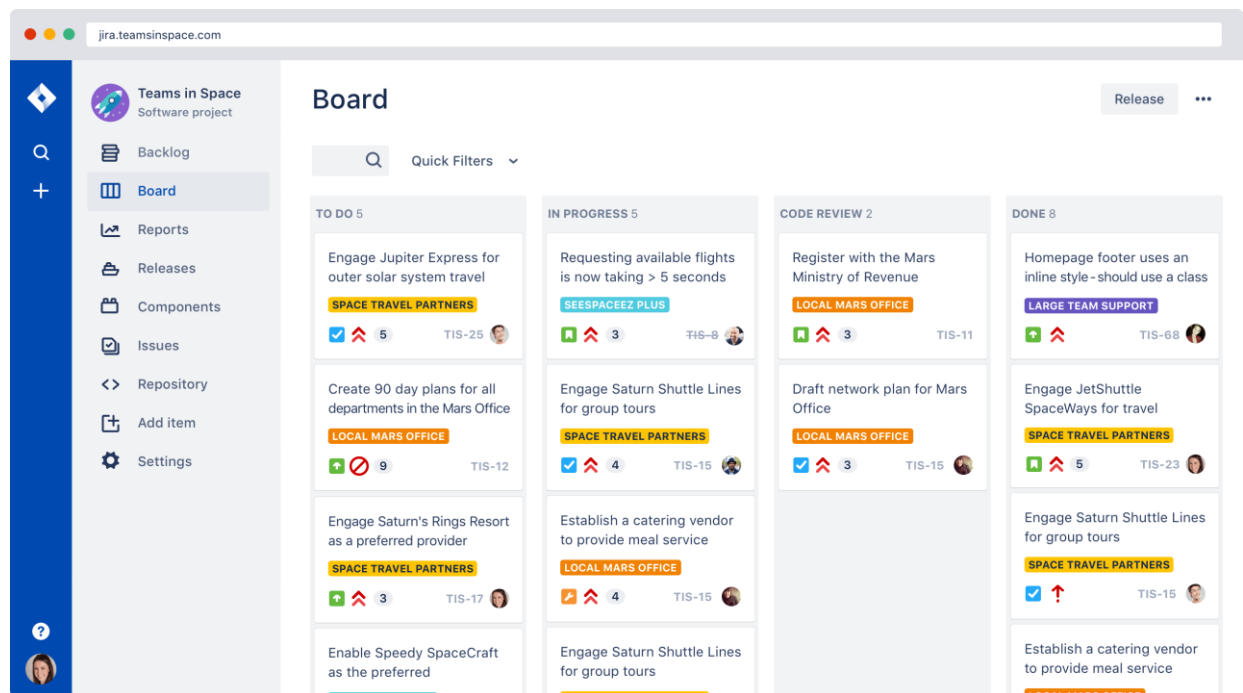 jira.teamsinspace.com
Teams in Space
Software project
Backlog
Board
Reports
Releases
Components
Issues
Repository
Add item
Settings
?
Board
Release
Quick Filters
TO DO 5
Engage Jupiter Express for
outer solar system travel
SPACE TRAVEL PARTNERS
5 TIS-25
Create 90 day plans for all
departments in the Mars Office
LOCAL MARS OFFICE
9 TIS-12
Engage Saturn's Rings Resort
as a preferred provider
SPACE TRAVEL PARTNERS
3 TIS-17
Enable Speedy SpaceCraft
as the preferred
IN PROGRESS 5
Requesting available flights
is now taking > 5 seconds
SEESPACEEZ PLUS
3 TIS-8
Engage Saturn Shuttle Lines
for group tours
SPACE TRAVEL PARTNERS
4 TIS-15
Establish a catering vendor
to provide meal service
LOCAL MARS OFFICE
4 TIS-15
Engage Saturn Shuttle Lines
for group tours
CODE REVIEW 2
Register with the Mars
Ministry of Revenue
LOCAL MARS OFFICE
3 TIS-11
Draft network plan for Mars
Office
LOCAL MARS OFFICE
3 TIS-15
DONE 8
Homepage footer uses an
inline style - should use a class
LARGE TEAM SUPPORT
TIS-68
Engage JetShuttle
SpaceWays for travel
SPACE TRAVEL PARTNERS
5 TIS-23
Engage Saturn Shuttle Lines
for group tours
SPACE TRAVEL PARTNERS
TIS-15
Establish a catering vendor
to provide meal service